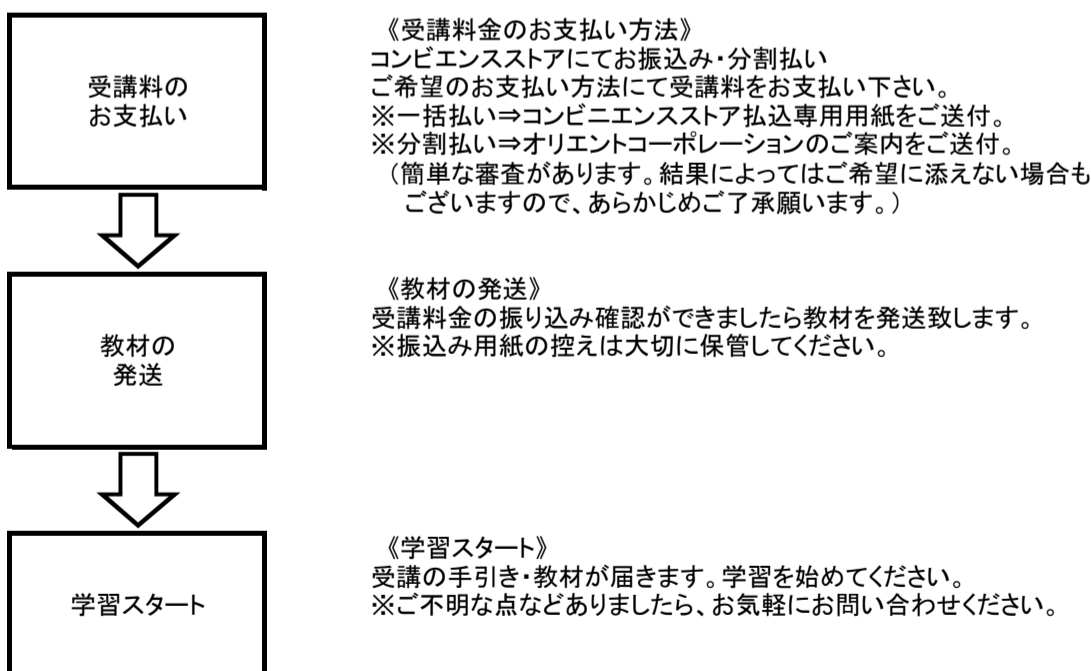 受講料の
お支払い
《受講料金のお支払い方法》
コンビエンスストアにてお振込み・分割払い
ご希望のお支払い方法にて受講料をお支払い下さい。
※一括払い⇒コンビニエンスストア払込専用用紙をご送付。
※分割払い⇒オリエントコーポレーションのご案内をご送付。
（簡単な審査があります。結果によってはご希望に添えない場合も
ございますので、あらかじめご了承願います。）
教材の
発送
《教材の発送》
受講料金の振り込み確認ができましたら教材を発送致します。
※振込み用紙の控えは大切に保管してください。
学習スタート
《学習スタート》
受講の手引き・教材が届きます。学習を始めてください。
※ご不明な点などありましたら、お気軽にお問い合わせください。